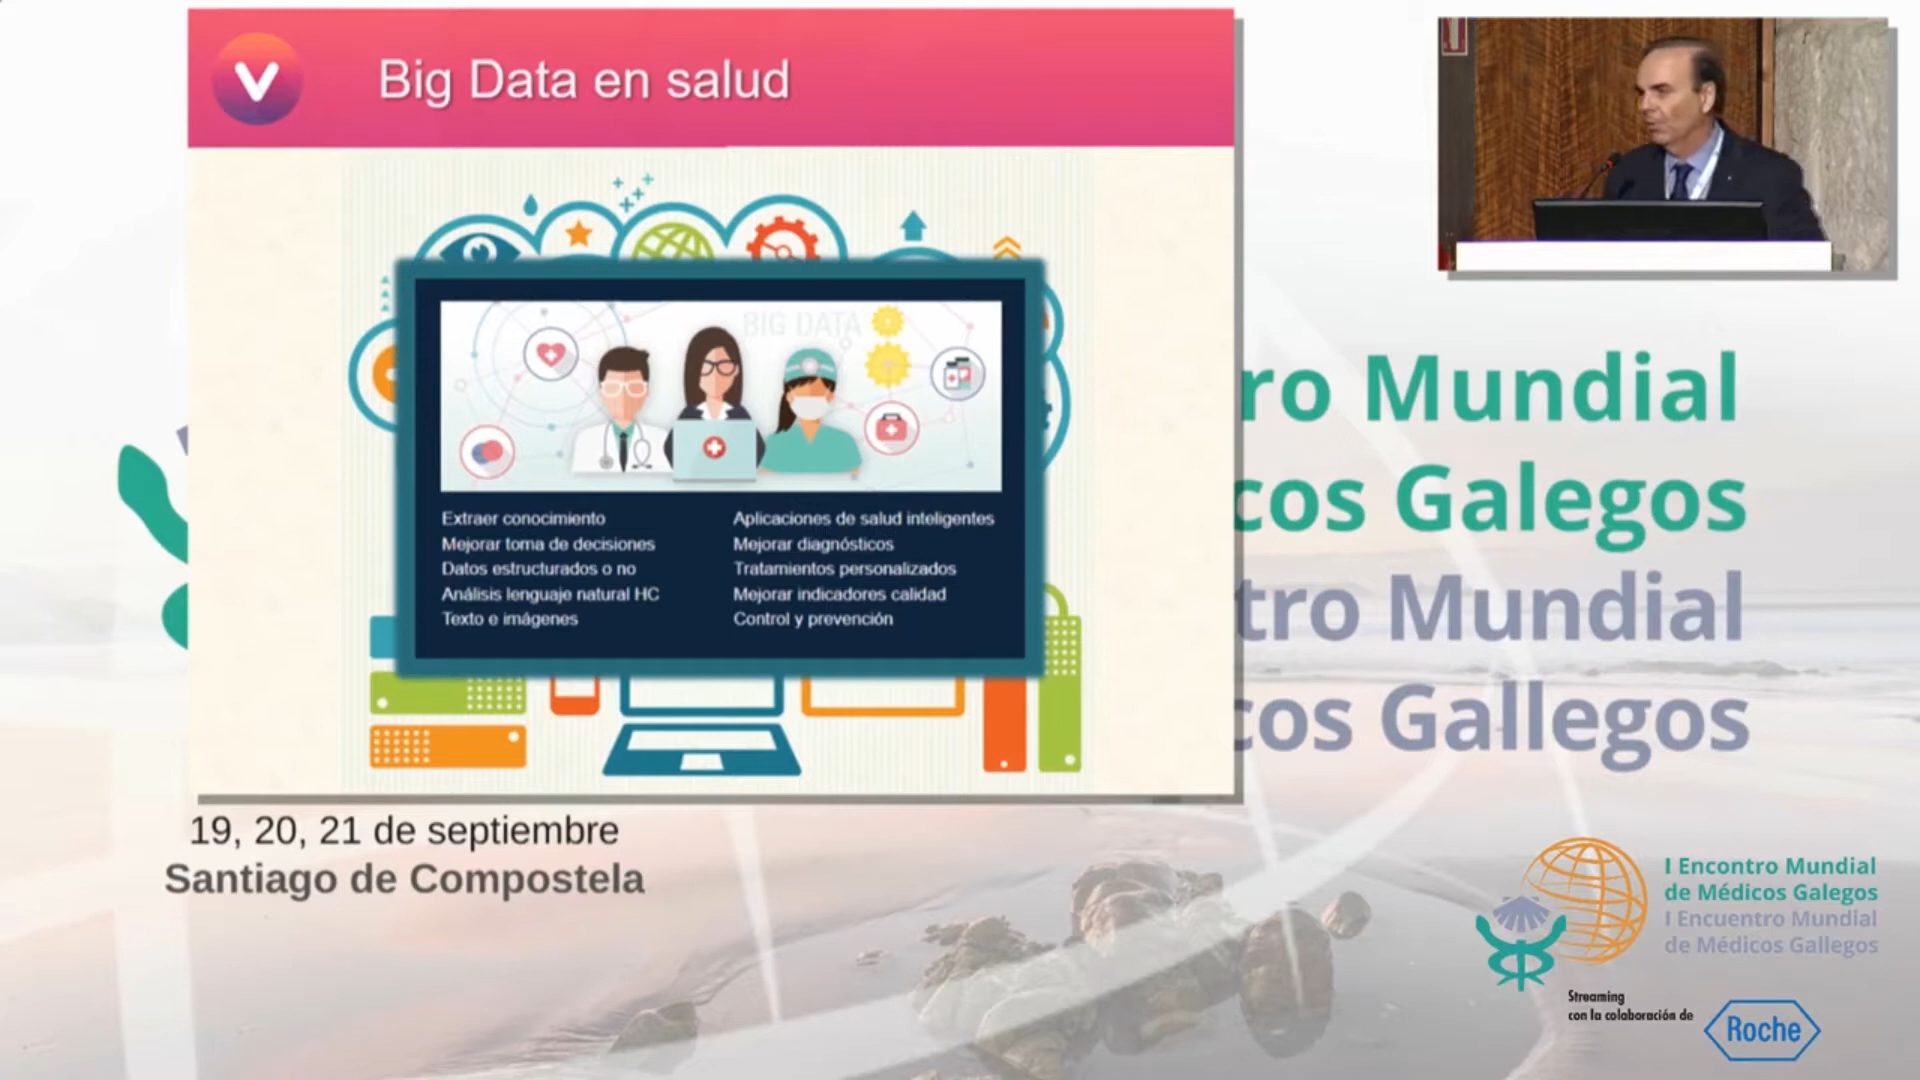 V
Big Data en salud
BIG DATA
Extraer conocimiento
Mejorar toma de decisiones
Datos estructurados o no
Análisis lenguaje natural HC
Texto e imágenes
Aplicaciones de salud inteligentes
Mejorar diagnósticos
Tratamientos personalizados
Mejorar indicadores calidad
Control y prevención
ro Mundial
cos Galegos
tro Mundial
cos Gallegos
19, 20, 21 de septiembre
Santiago de Compostela
I Encontro Mundial
de Médicos Galegos
I Encuentro Mundial
de Médicos Gallegos
Streaming
con la colaboración de
Roche